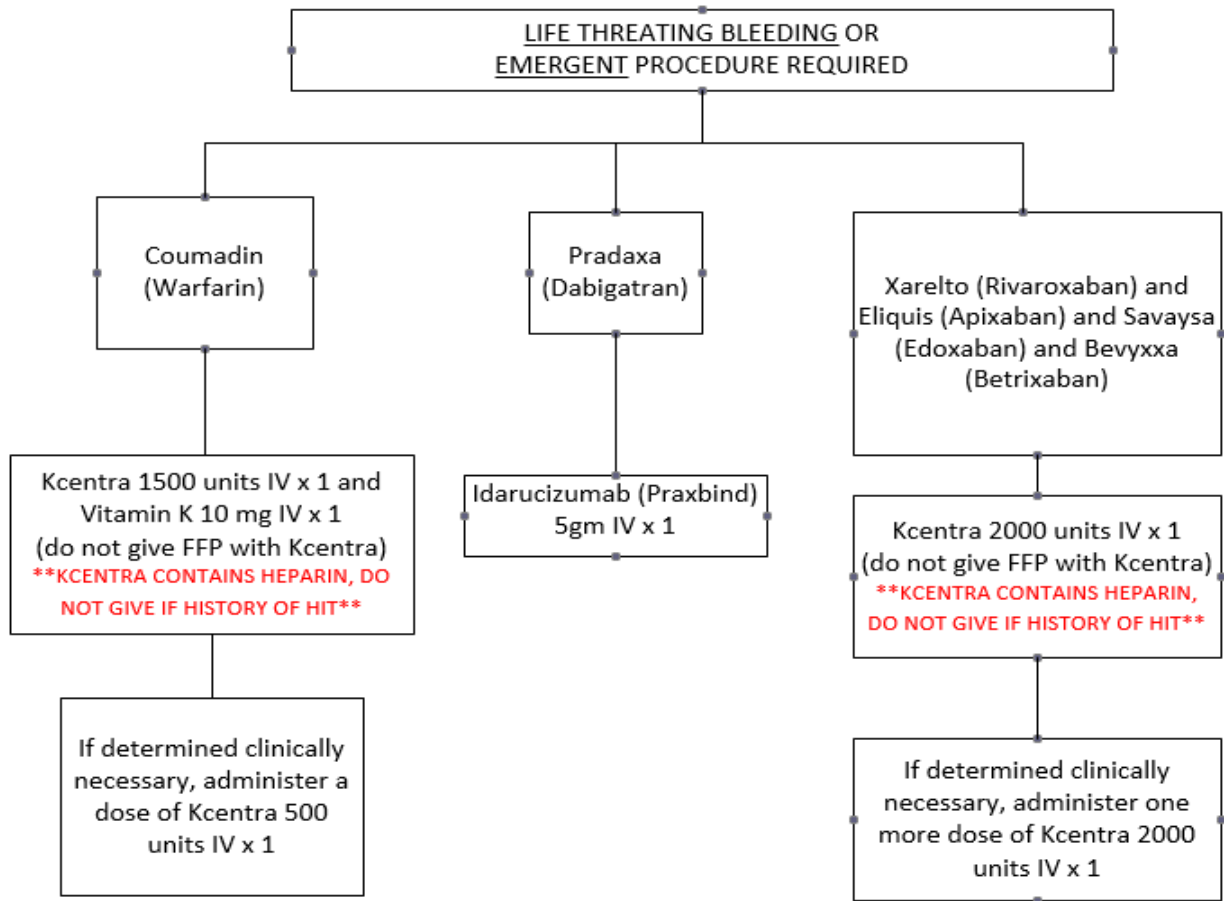 LIFE THREATING BLEEDING OR
EMERGENT PROCEDURE REQUIRED
Coumadin
(Warfarin)
Pradaxa
(Dabigatran)
Xarelto (Rivaroxaban) and
Eliquis (Apixaban) and Savaysa
(Edoxaban) and Bevyxxa
(Betrixaban)
Kcentra 1500 units IV x 1 and
Vitamin K 10 mg IV x 1
(do not give FFP with Kcentra)
**KCENTRA CONTAINS HEPARIN, DO
NOT GIVE IF HISTORY OF HIT**
Idarucizumab (Praxbind)
5gm IV x 1
Kcentra 2000 units IV x 1
(do not give FFP with Kcentra)
**KCENTRA CONTAINS HEPARIN,
DO NOT GIVE IF HISTORY OF HIT**
If determined clinically
necessary, administer a
dose of Kcentra 500
units IV x 1
If determined clinically
necessary, administer one
more dose of Kcentra 2000
units IV x 1